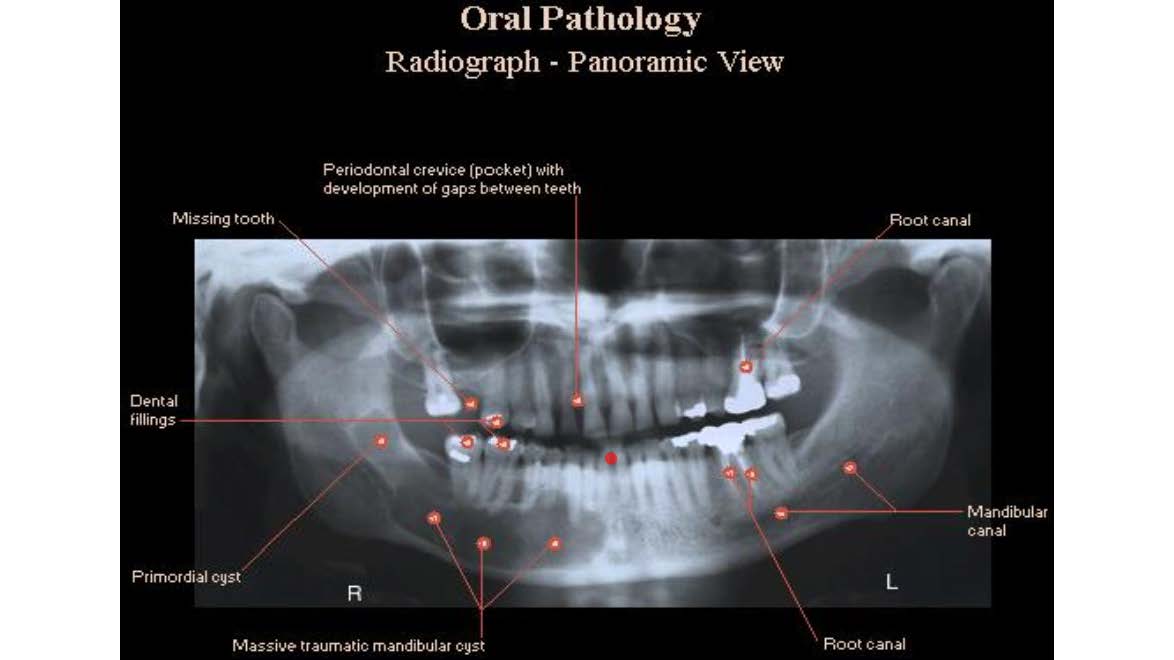 Oral Pathology
Radiograph - Panoramic View
Periodontal crevice (pocket) with
development of gaps between teeth
Missing tooth
Root canal
Dental
fillings
Mandibular
canal
Primordial cyst
R
L
Massive traumatic mandibular cyst
Root canal